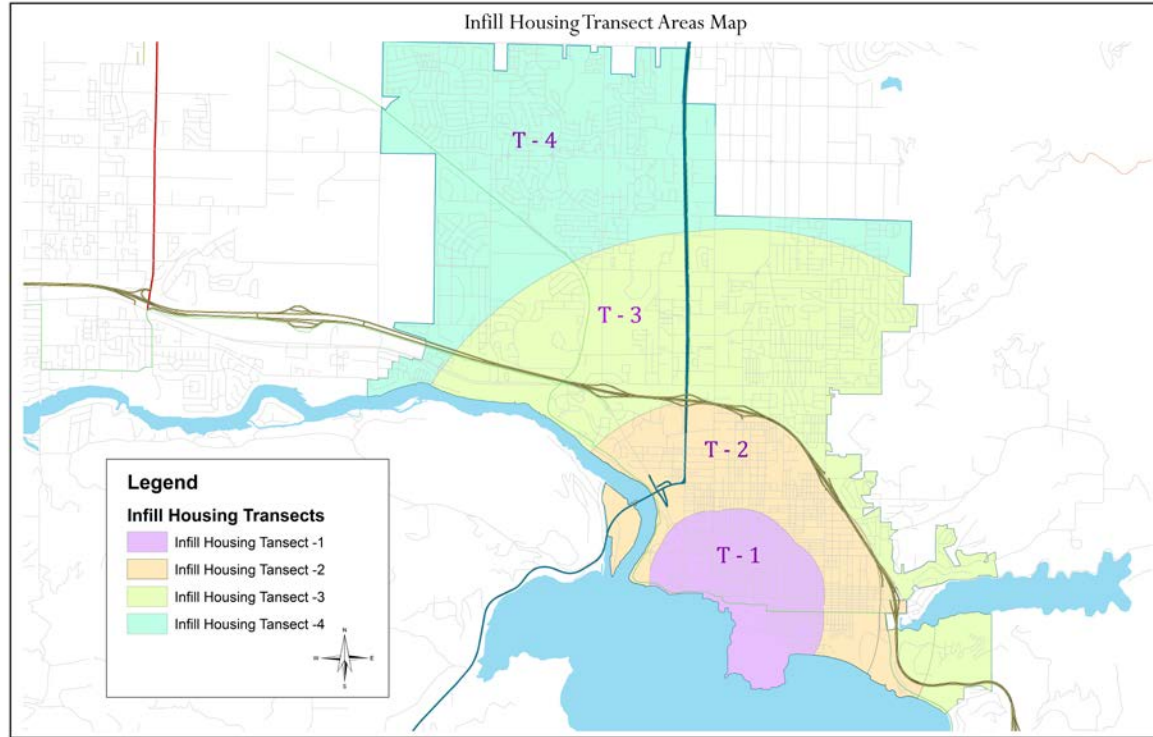 Infill Housing Transect Areas Map
T - 4
T - 3
T - 2
T - 1
Legend
Infill Housing Transects
Infill Housing Tansect -1
Infill Housing Tansect -2
Infill Housing Tansect -3
Infill Housing Tansect -4
N
W E
S